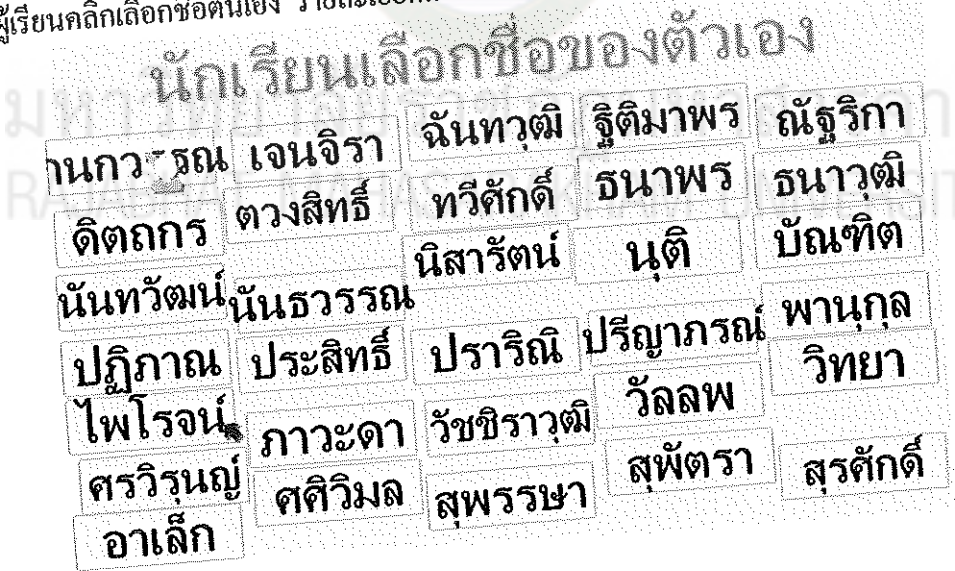 ผู้เรียนคลิกเลือกชื่อตนเอง
นักเรียนเลือกชื่อของตัวเอง
เจนจิรา ฉันทวุฒิ ฐิติมาพร ณัฐริกา
ดิตถกร ตวงสิทธิ์ ทวีศักดิ์ ธนาพร ธนาวุฒิ
นันทวัฒน์ นันธวรรณ นิสารัตน์ นุติ บัณฑิต
ปฏิภาณ ประสิทธิ์ ปราริณิ ปรีญาภรณ์ พานุกุล
ไพโรจน์ ภาวะดา วัชชิราวุฒิ วัลลพ วิทยา
ศรวิรุนญ์ ศศิวิมล สุพรรษา สุพัตรา สุรศักดิ์
อาเล็ก